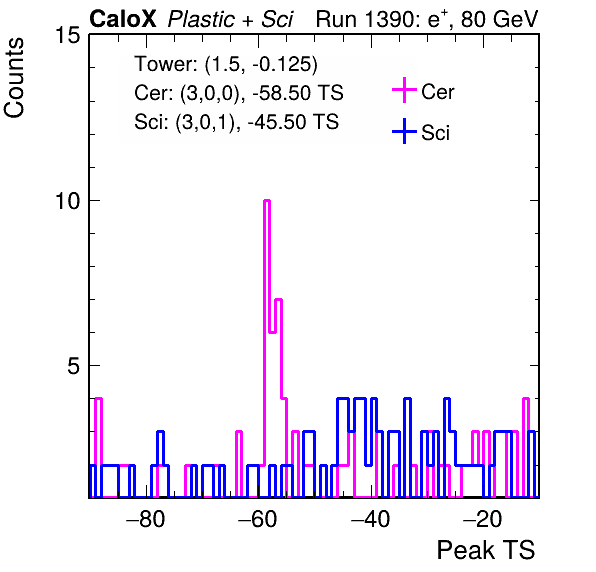 CaloX Plastic + Sci Run 1390: e⁺, 80 GeV
Counts
15
10
5
Tower: (1.5, -0.125)
Cer: (3,0,0), -58.50 TS
Sci: (3,0,1), -45.50 TS
Cer
Sci
−80 −60 −40 −20
Peak TS